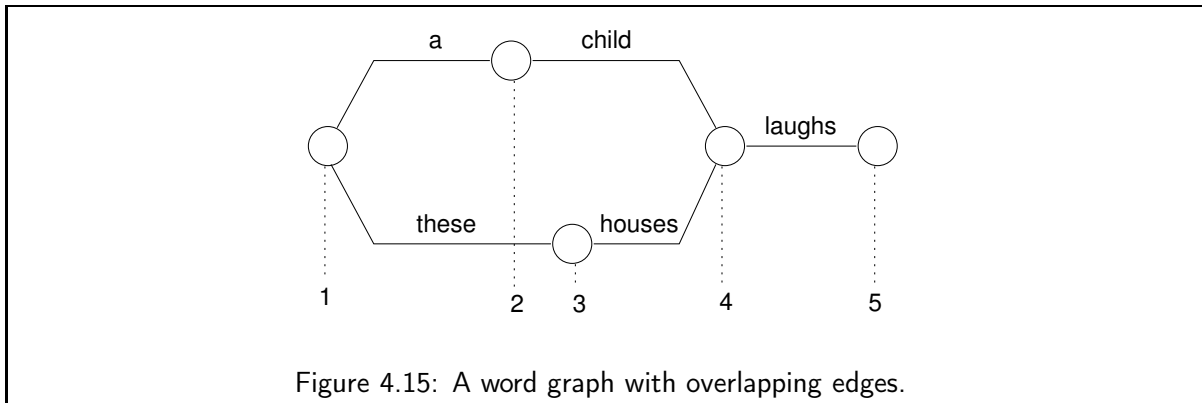 a child
laughs
these houses
1 2 3 4 5
Figure 4.15: A word graph with overlapping edges.